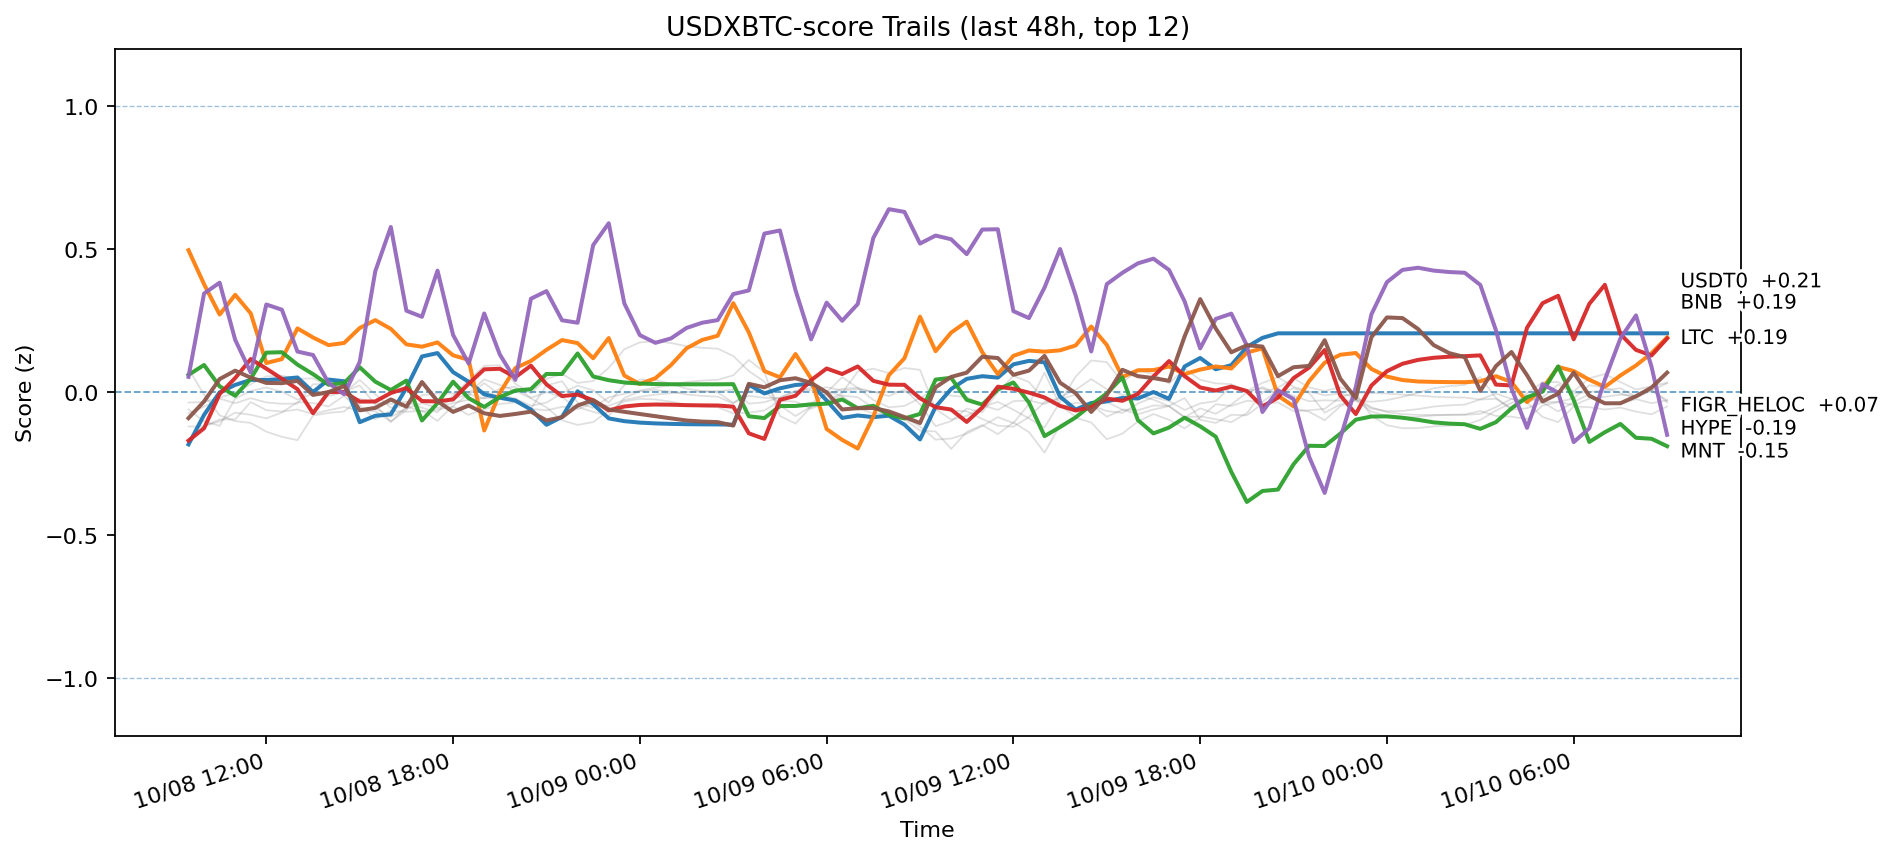 USDXBTC-score Trails (last 48h, top 12)
Score (z)
1.0
0.5
0.0
−0.5
−1.0
USDT0 +0.21
BNB +0.19
LTC +0.19
FIGR_HELOC +0.07
HYPE -0.19
MNT -0.15
10/08 12:00
10/08 18:00
10/09 00:00
10/09 06:00
10/09 12:00
10/09 18:00
10/10 00:00
10/10 06:00
Time